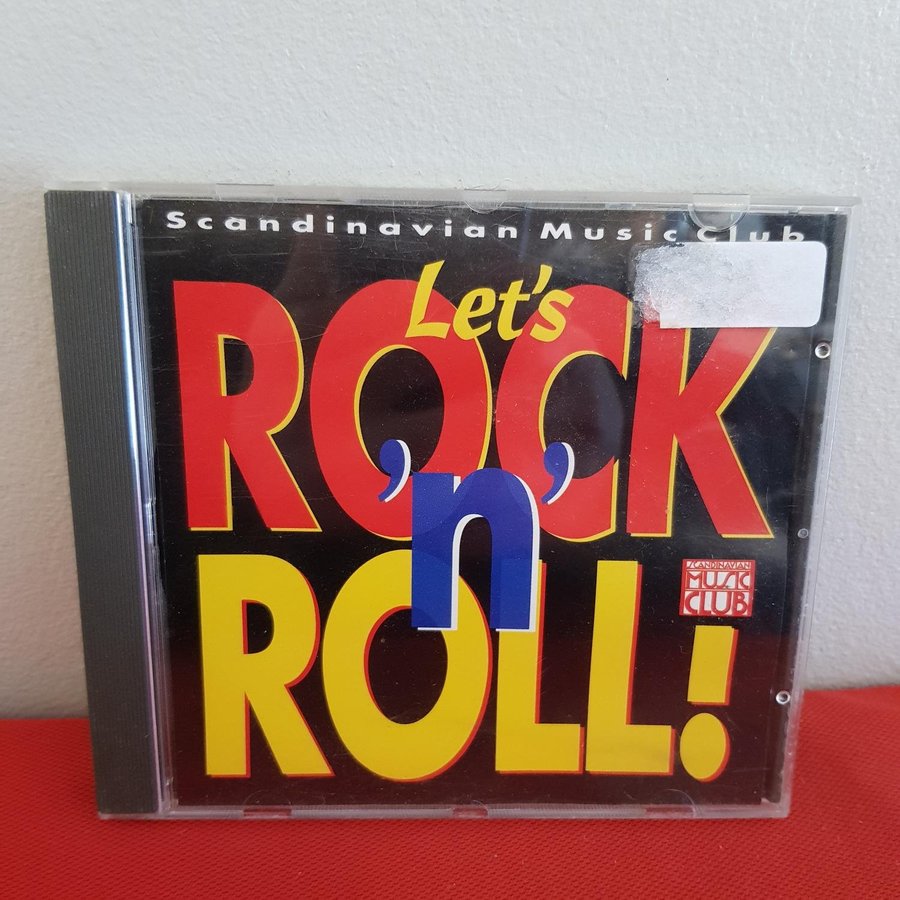 Scandinavian Music Club
Let's
ROCK
'n'
ROLL!
SCANDINAVIAN
MUSIC
CLUB